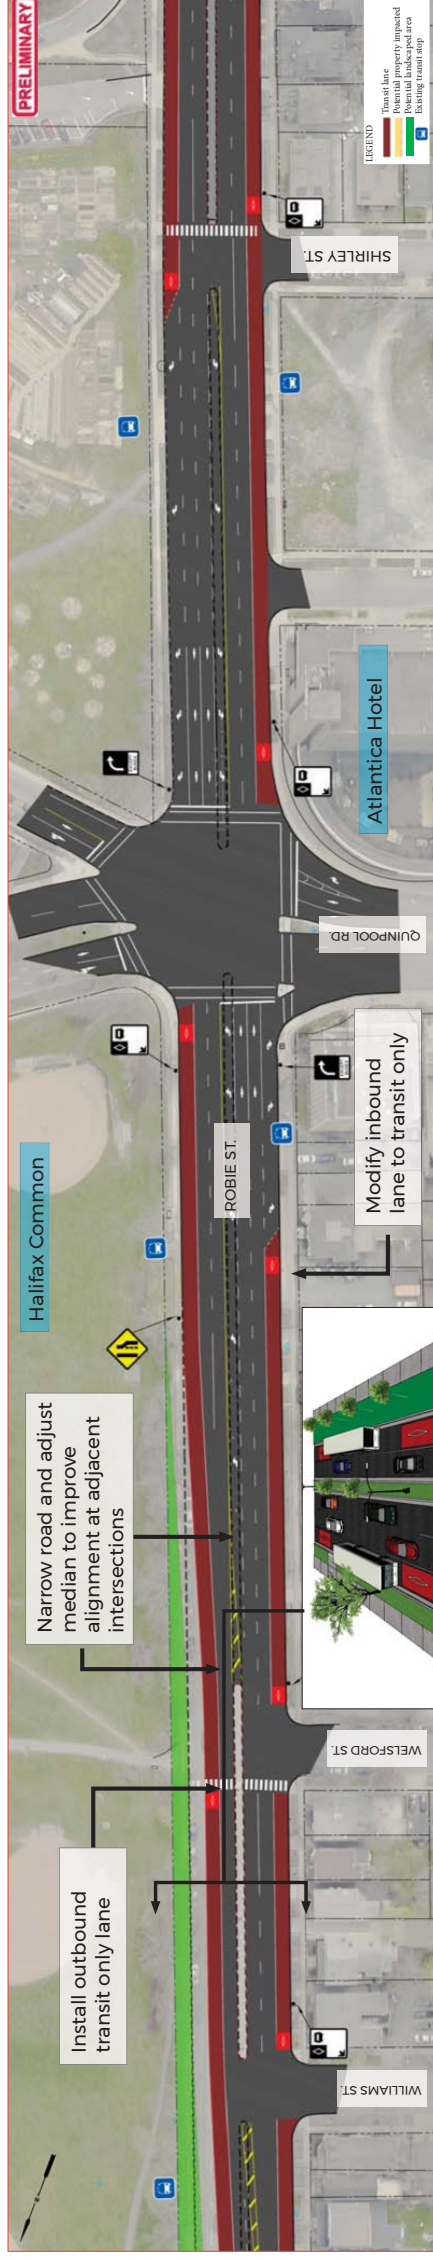 PRELIMINARY
LEGEND
Transit lane
Potential property impacted
Potential landscaped area
Existing transit stop
SHIRLEY ST.
Atlantica Hotel
QUINPOOL RD.
Halifax Common
ROBIE ST.
Modify inbound
lane to transit only
Narrow road and adjust
median to improve
alignment at adjacent
intersections
Install outbound
transit only lane
WELSFORD ST.
WILLIAMS ST.